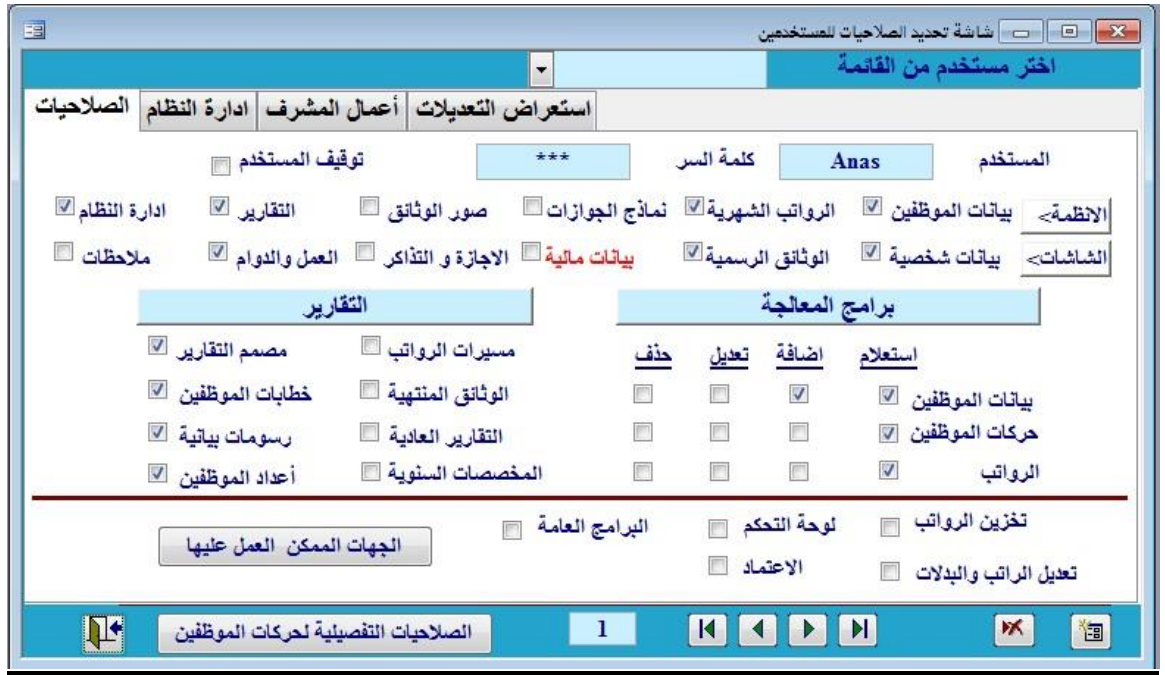 شاشة تحديد الصلاحيات للمستخدمين
اختر مستخدم من القائمة
استعراض التعديلات أعمال المشرف ادارة النظام الصلاحيات
المستخدم Anas كلمة السر *** توقيف المستخدم
الانظمة> بيانات الموظفين الرواتب الشهرية نماذج الجوازات صور الوثائق التقارير ادارة النظام
الشاشات> بيانات شخصية الوثائق الرسمية بيانات مالية الاجازة و التذاكر العمل والدوام ملاحظات
برامج المعالجة التقارير
استعلام اضافة تعديل حذف مسيرات الرواتب مصمم التقارير
بيانات الموظفين الوثائق المنتهية خطابات الموظفين
حركات الموظفين التقارير العادية رسومات بيانية
الرواتب المخصصات السنوية أعداد الموظفين
تخزين الرواتب لوحة التحكم البرامج العامة الجهات الممكن العمل عليها
تعديل الراتب والبدلات الاعتماد
1 الصلاحيات التفصيلية لحركات الموظفين